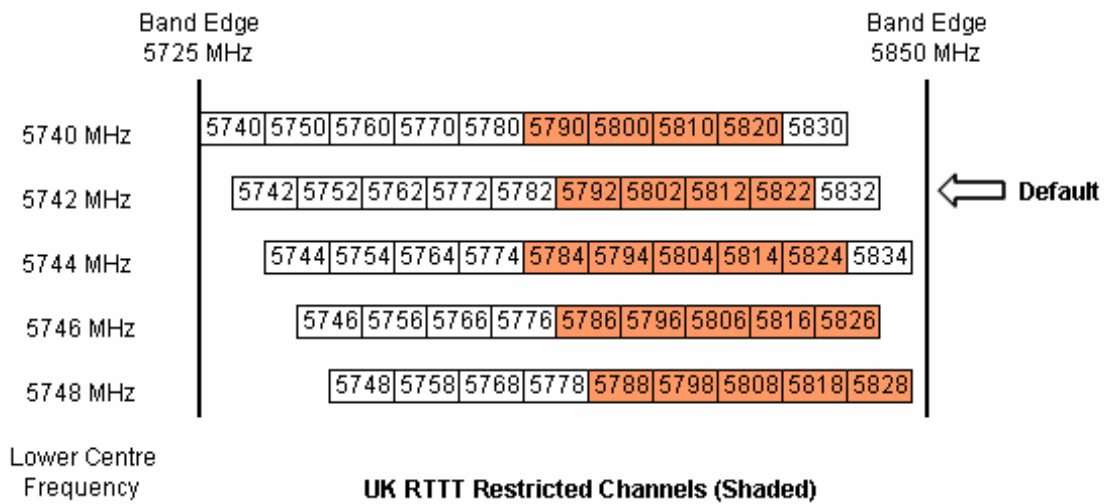 Band Edge
5725 MHz
Band Edge
5850 MHz
5740 MHz
5740 5750 5760 5770 5780 5790 5800 5810 5820 5830
5742 MHz
5742 5752 5762 5772 5782 5792 5802 5812 5822 5832
Default
5744 MHz
5744 5754 5764 5774 5784 5794 5804 5814 5824 5834
5746 MHz
5746 5756 5766 5776 5786 5796 5806 5816 5826
5748 MHz
5748 5758 5768 5778 5788 5798 5808 5818 5828
Lower Centre
Frequency
UK RTTT Restricted Channels (Shaded)